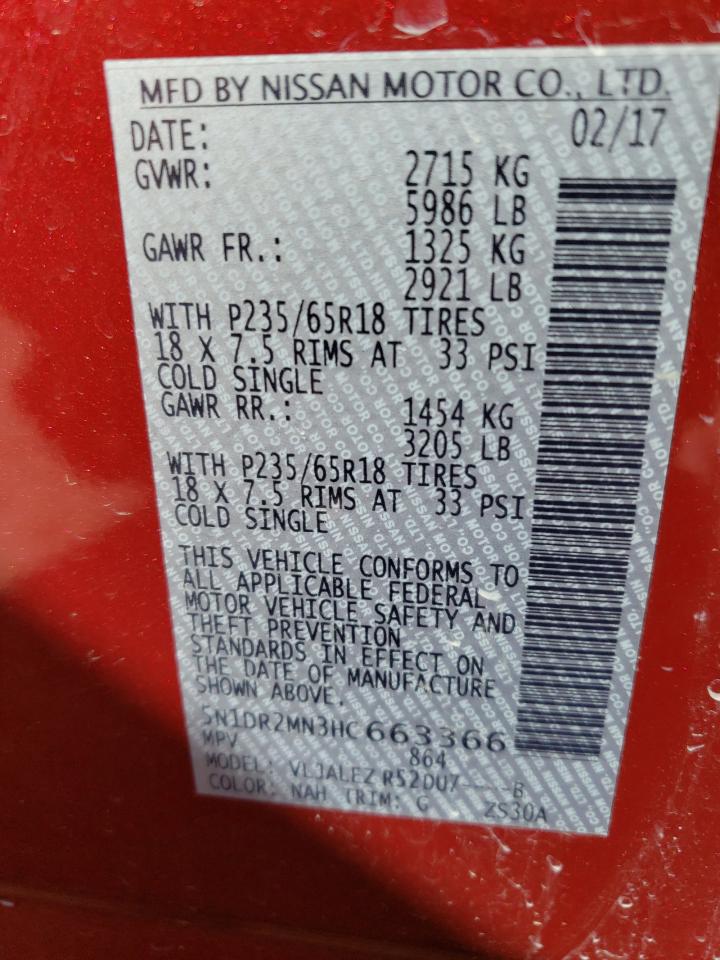 MFD BY NISSAN MOTOR CO., LTD.
DATE: 02/17
GVWR: 2715 KG
5986 LB
GAWR FR.: 1325 KG
2921 LB
WITH P235/65R18 TIRES
18 X 7.5 RIMS AT 33 PSI
COLD SINGLE
GAWR RR.: 1454 KG
3205 LB
WITH P235/65R18 TIRES
18 X 7.5 RIMS AT 33 PSI
COLD SINGLE
THIS VEHICLE CONFORMS TO
ALL APPLICABLE FEDERAL
MOTOR VEHICLE SAFETY AND
THEFT PREVENTION
STANDARDS IN EFFECT ON
THE DATE OF MANUFACTURE
SHOWN ABOVE.
5N1DR2MN3HC663366
MPV 864
MODEL: VLJALEZ R52DU7----B
COLOR: NAH TRIM: G ZS30A